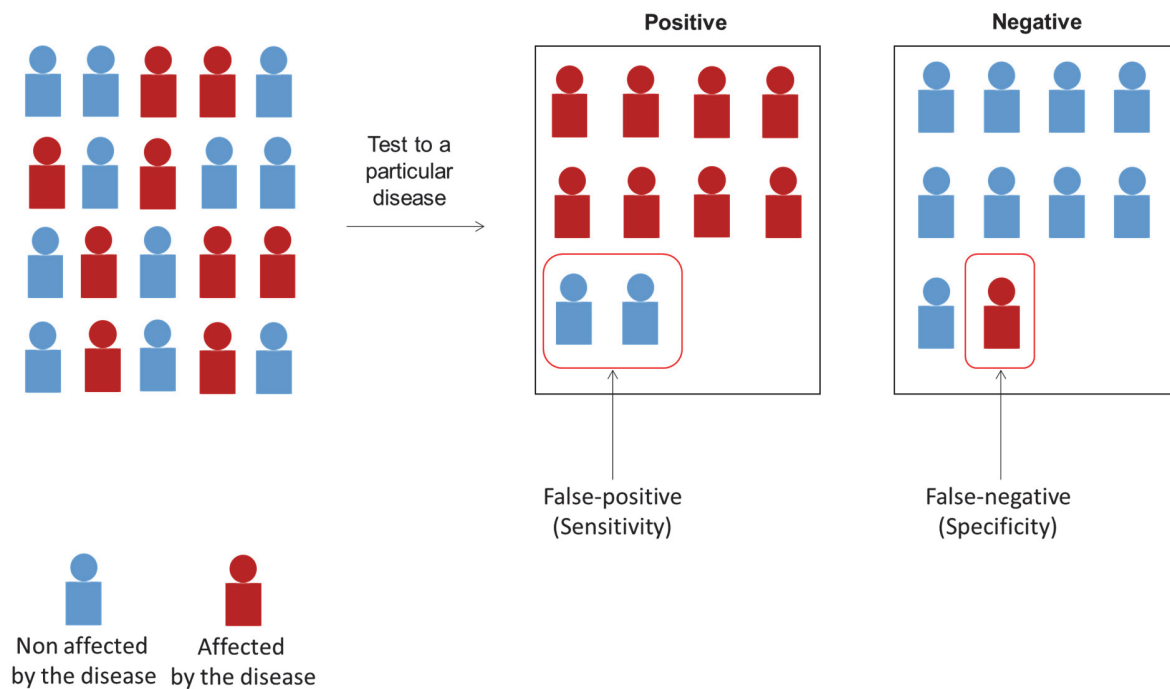 Positive
Negative
Test to a
particular
disease
False-positive
(Sensitivity)
False-negative
(Specificity)
Non affected
by the disease
Affected
by the disease